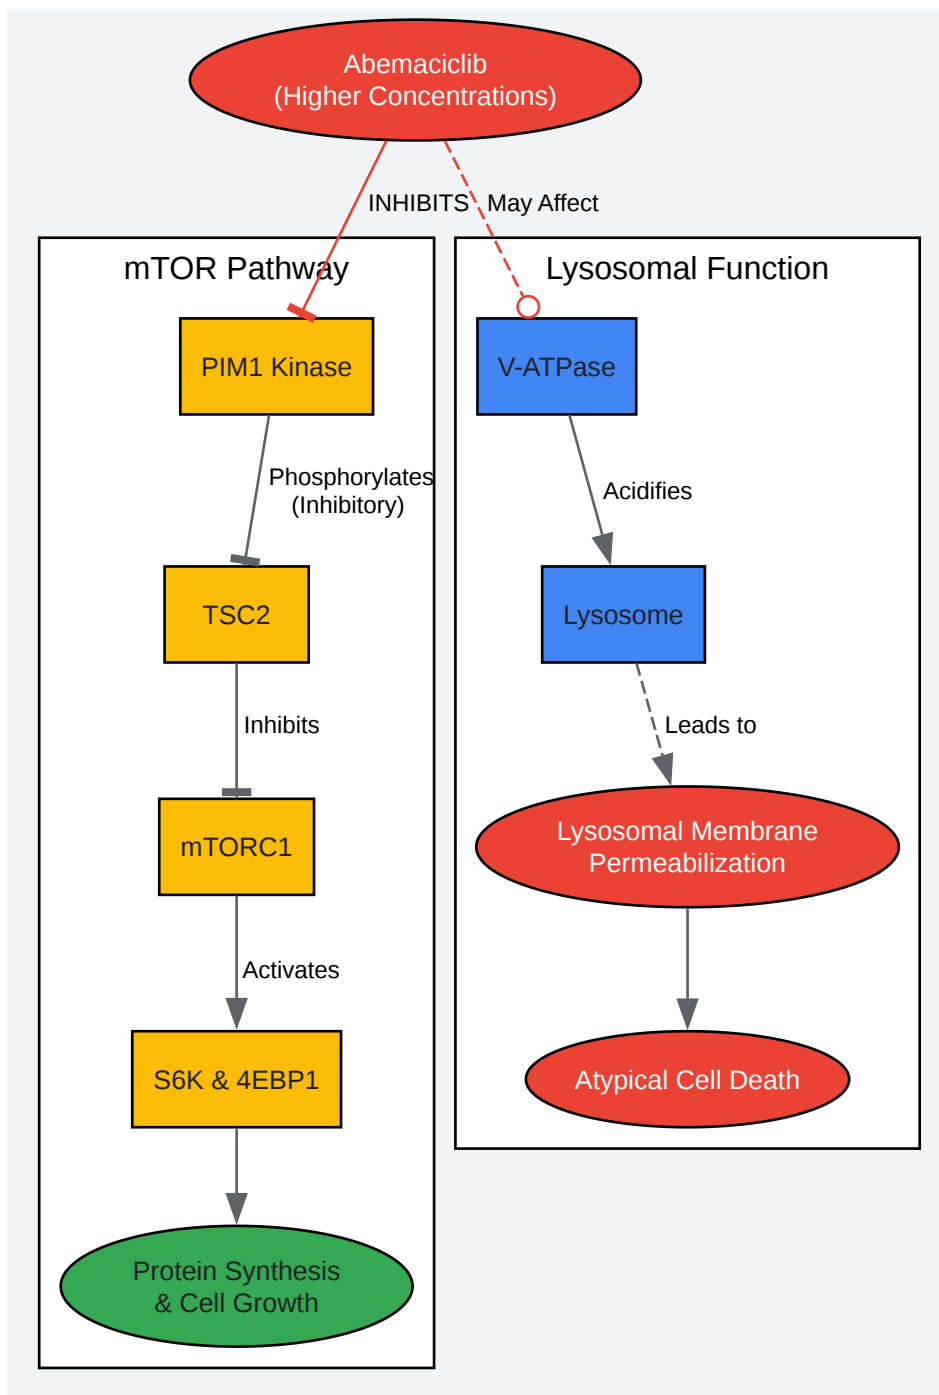 Abemaciclib
(Higher Concentrations)
INHIBITS
May Affect
mTOR Pathway
PIM1 Kinase
Phosphorylates
(Inhibitory)
TSC2
Inhibits
mTORC1
Activates
S6K & 4EBP1
Protein Synthesis
& Cell Growth
Lysosomal Function
V-ATPase
Acidifies
Lysosome
Leads to
Lysosomal Membrane
Permeabilization
Atypical Cell Death